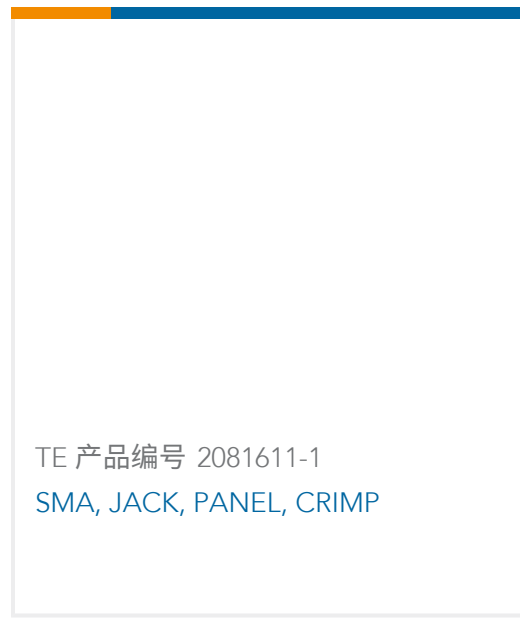 TE 产品编号 2081611-1
SMA, JACK, PANEL, CRIMP